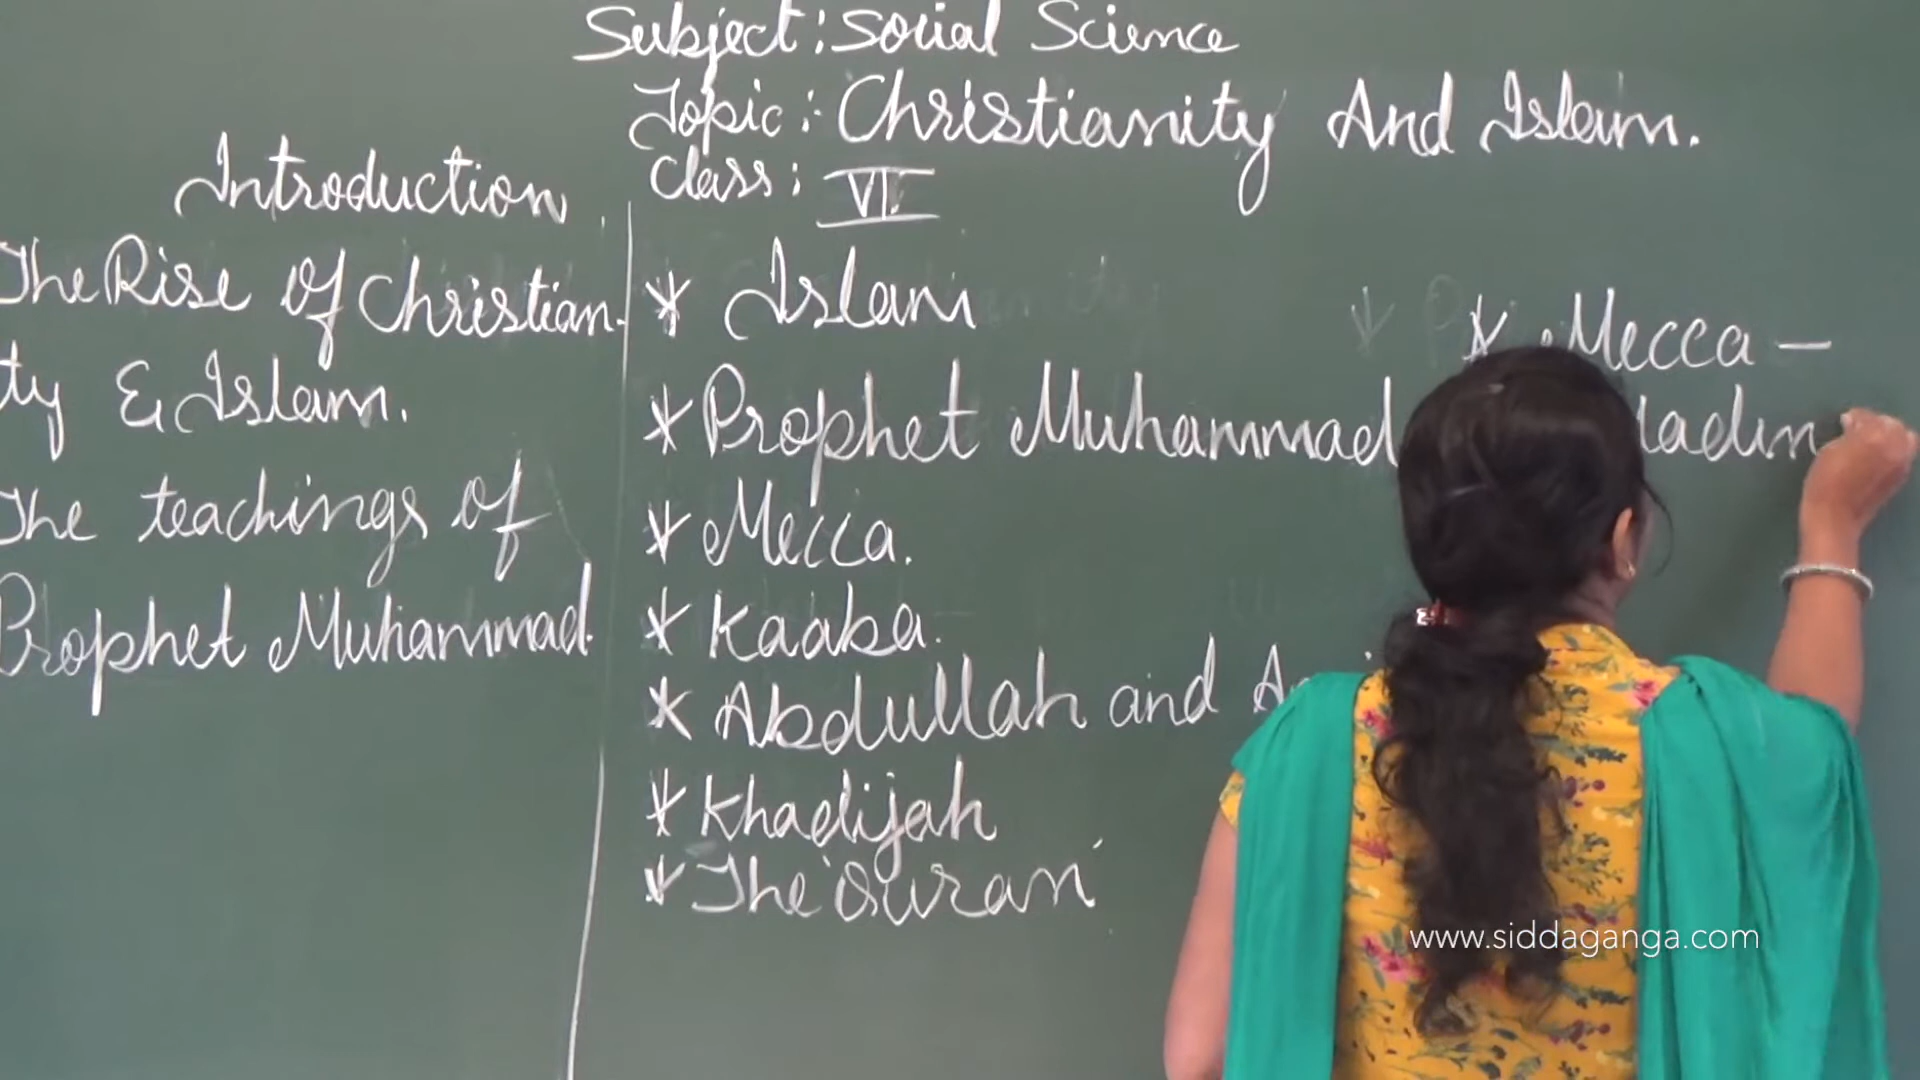 Subject: Social Science
Topic: Christianity And Islam.
Class: VI
Introduction
The Rise of Christian.
ty & Islam.
The teachings of
Prophet Muhammad.
* Islam
* Prophet Muhammad
* Mecca.
* Kaaba.
* Abdullah and
* Khadijah
* The 'Quran'
* Mecca –
www.siddaganga.com